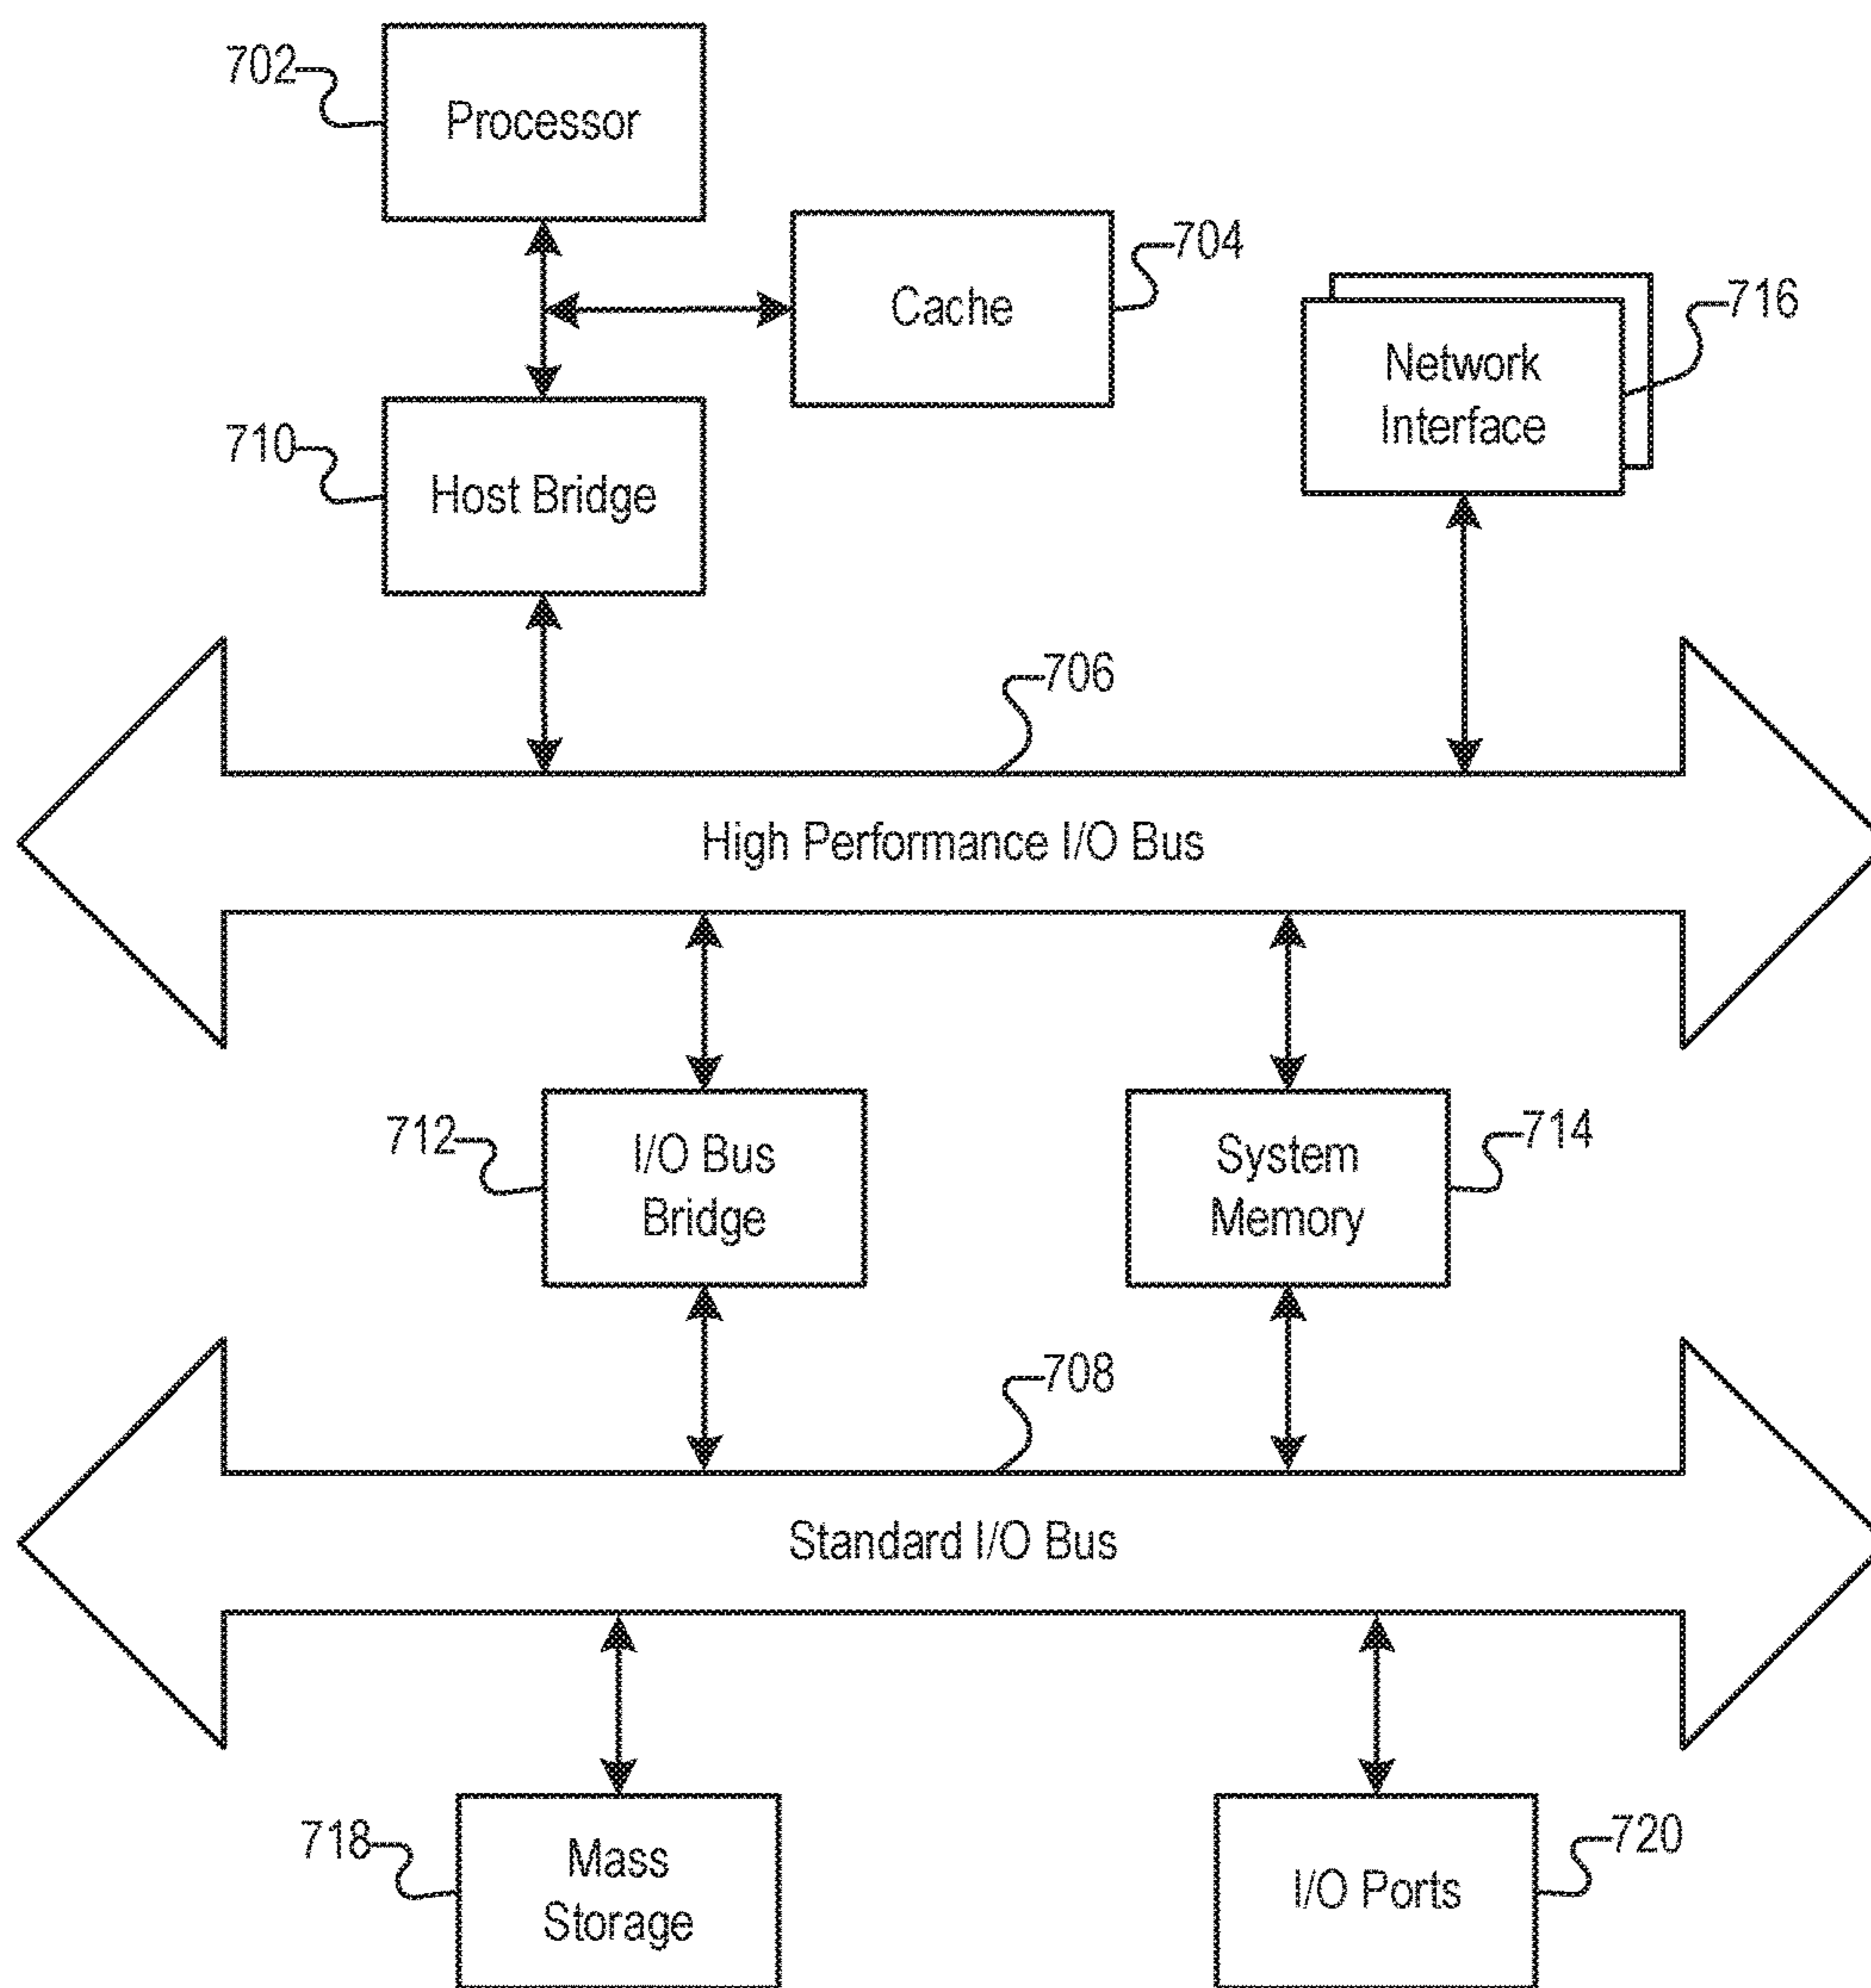 702
Processor
704
Cache
716
Network
Interface
710
Host Bridge
706
High Performance I/O Bus
712
I/O Bus
Bridge
714
System
Memory
708
Standard I/O Bus
718
Mass
Storage
720
I/O Ports